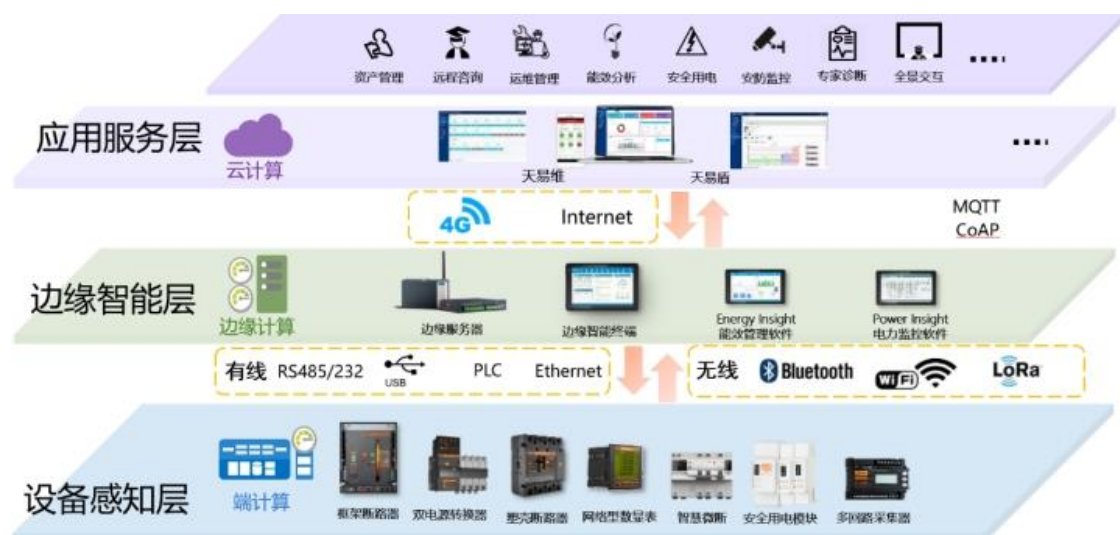 资产管理 远程咨询 运维管理 能效分析 安全用电 安防监控 专家诊断 全景交互
应用服务层
云计算
天易维
天易盾
4G Internet
MQTT
CoAP
边缘智能层
边缘计算
边缘服务器
边缘智能终端
Energy Insight
能效管理软件
Power Insight
电力监控软件
有线 RS485/232 USB PLC Ethernet
无线 Bluetooth WiFi LoRa
设备感知层
端计算
框架断路器 双电源转换器 塑壳断路器 网络型数显表 智慧微断 安全用电模块 多回路采集器